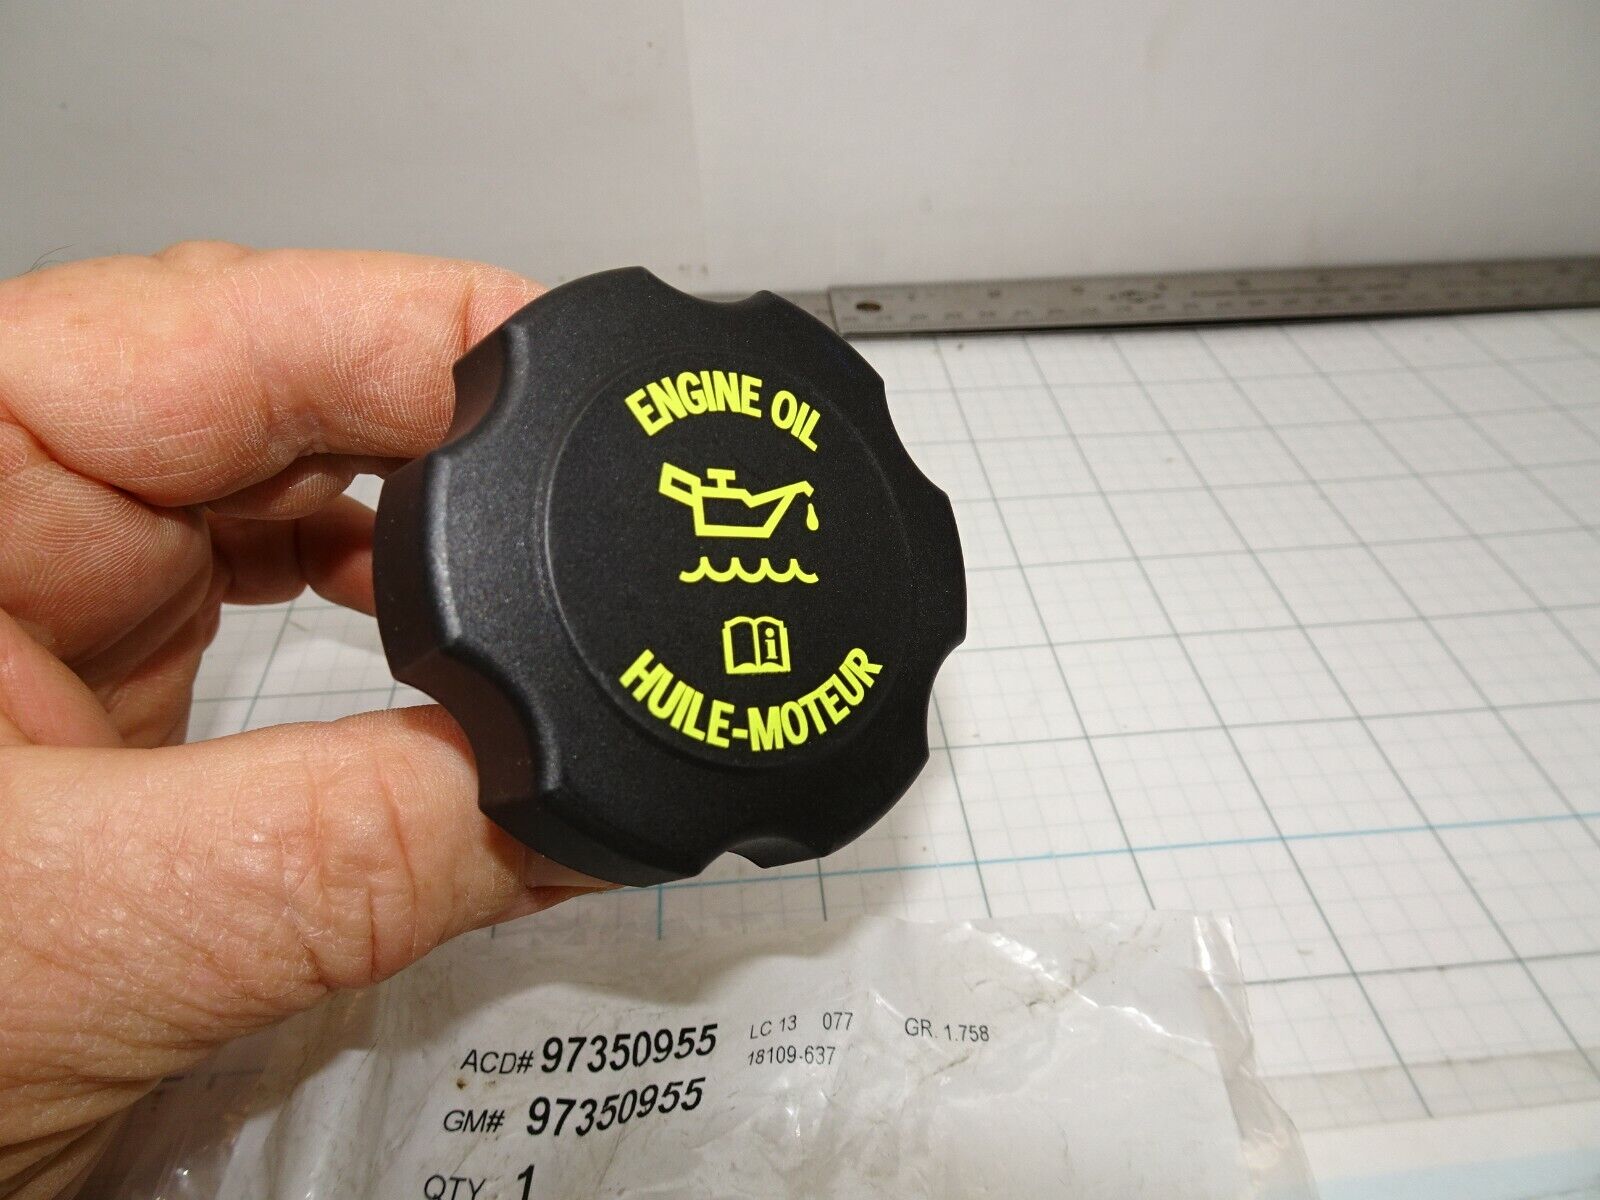 ENGINE OIL
i
HUILE-MOTEUR
ACD# 97350955 LC 13 077 GR. 1.758
18109-637
GM# 97350955
QTY 1